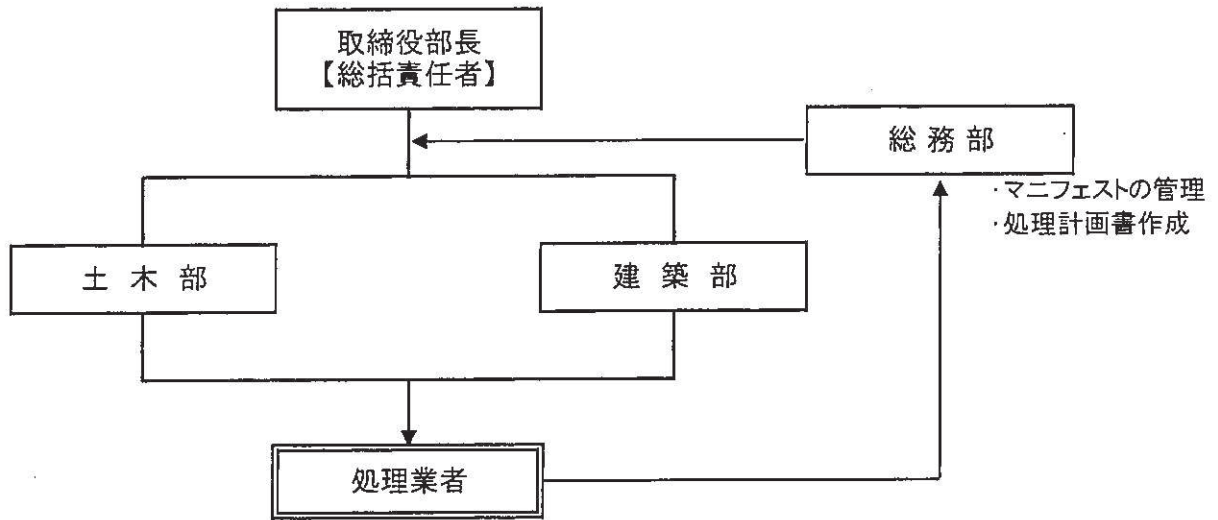 取締役部長
【総括責任者】
総務部
・マニフェストの管理
・処理計画書作成
土木部
建築部
処理業者